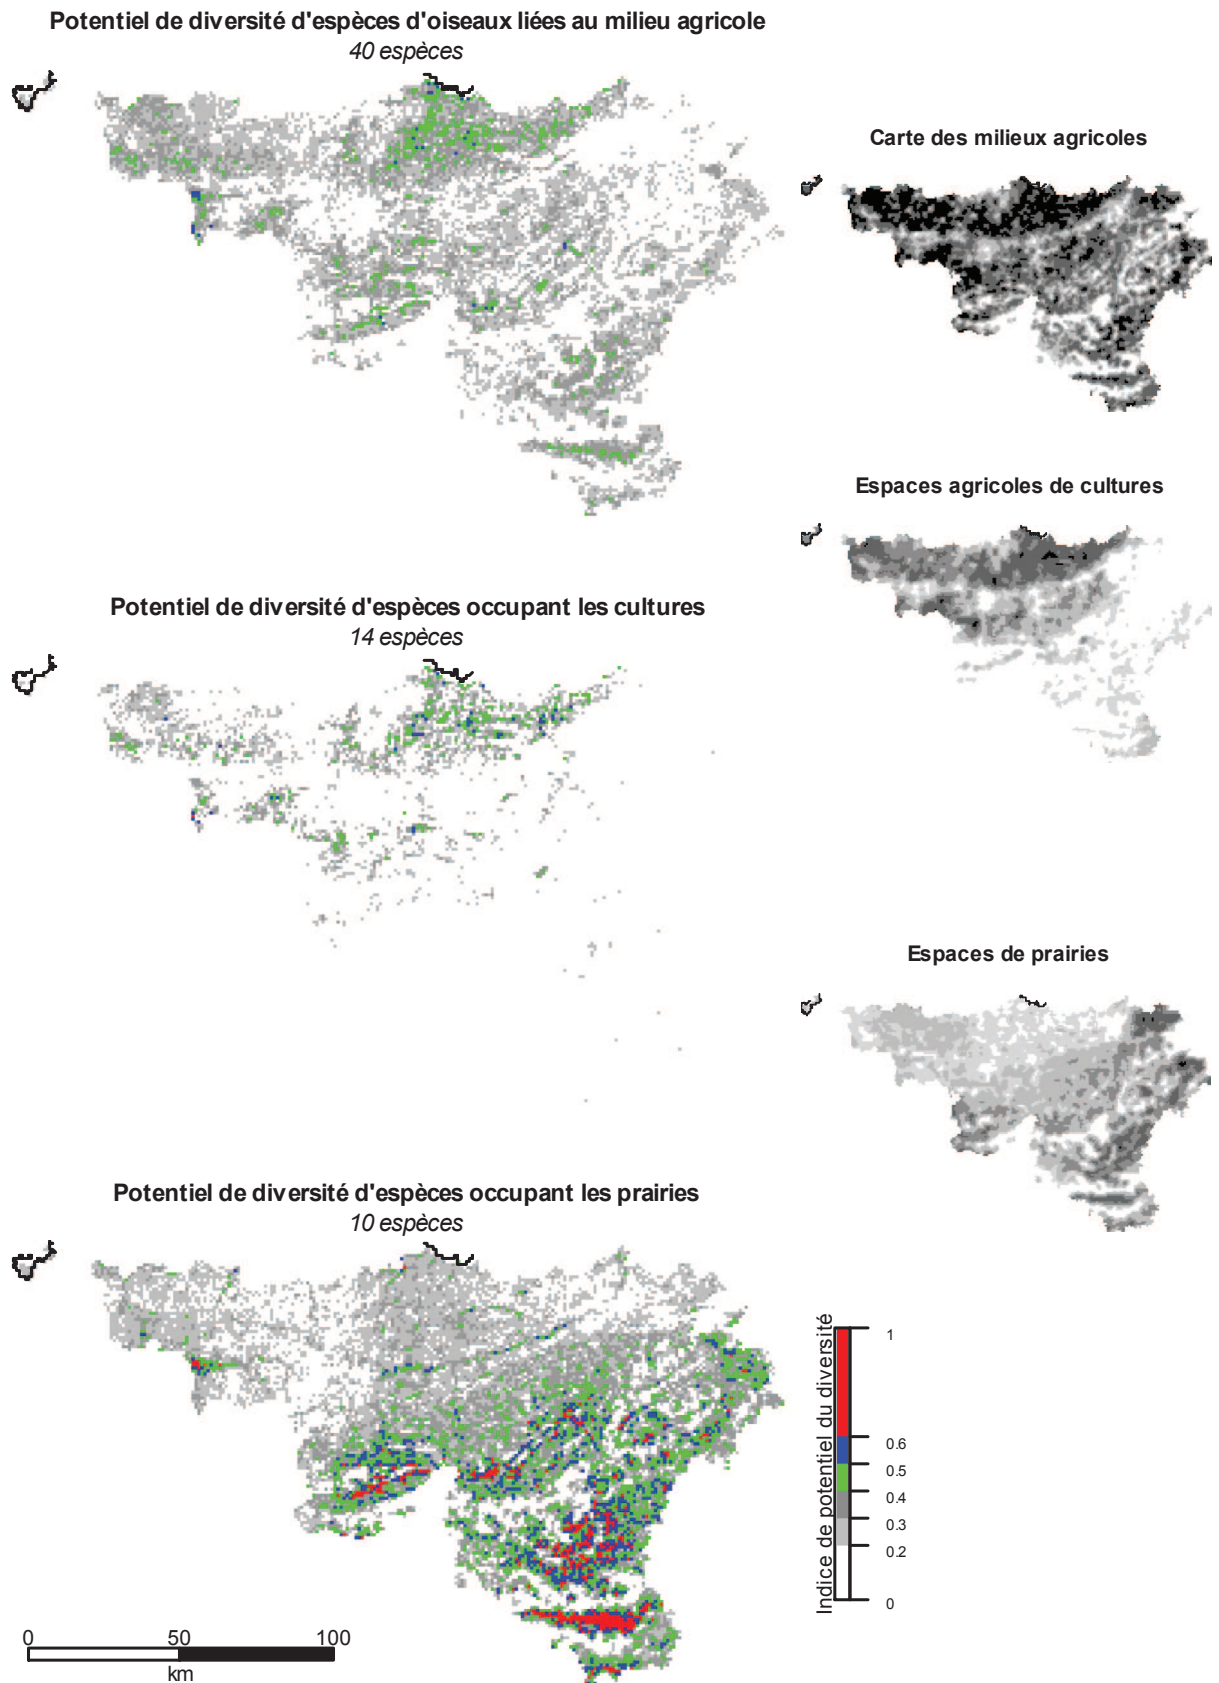 Potentiel de diversité d'espèces d'oiseaux liées au milieu agricole
40 espèces
Carte des milieux agricoles
Espaces agricoles de cultures
Potentiel de diversité d'espèces occupant les cultures
14 espèces
Espaces de prairies
Potentiel de diversité d'espèces occupant les prairies
10 espèces
Indice de potentiel du diversité
1
0.6
0.5
0.4
0.3
0.2
0
0 50 100
km